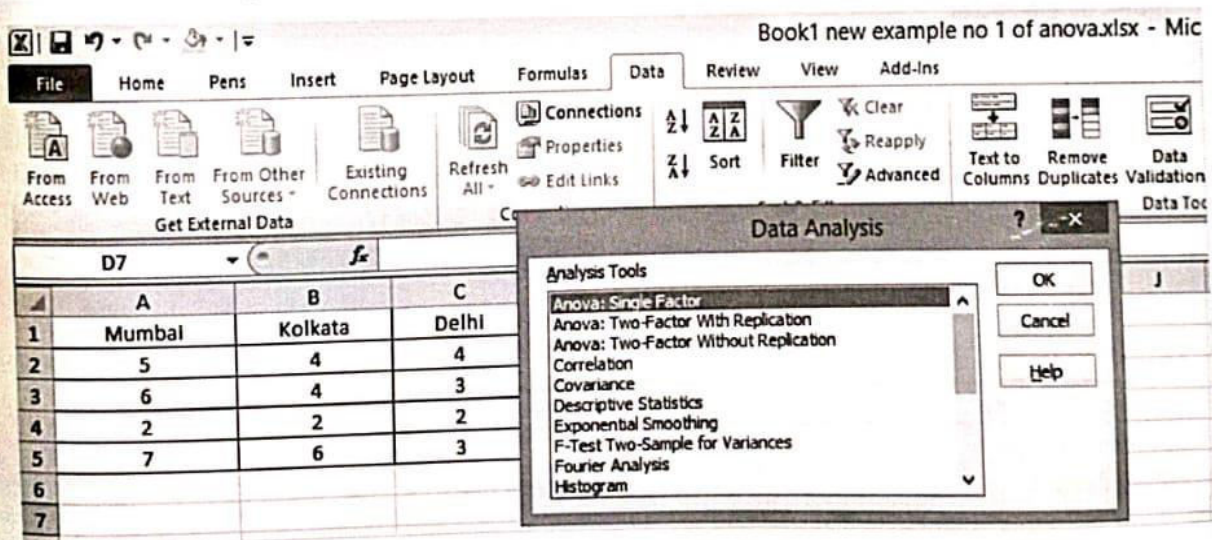 Book1 new example no 1 of anova.xlsx - Mic
File Home Pens Insert Page Layout Formulas Data Review View Add-Ins
From Access
From Web
From Text
From Other Sources
Existing Connections
Get External Data
Refresh All
Connections
Properties
Edit Links
A Z
Z A
Sort
Filter
Clear
Reapply
Advanced
Text to Columns
Remove Duplicates
Data Validation
Data Too
D7 fx
A B C J
1 Mumbai Kolkata Delhi
2 5 4 4
3 6 4 3
4 2 2 2
5 7 6 3
6
7
Data Analysis ? x
Analysis Tools
Anova: Single Factor
Anova: Two-Factor With Replication
Anova: Two-Factor Without Replication
Correlation
Covariance
Descriptive Statistics
Exponential Smoothing
F-Test Two-Sample for Variances
Fourier Analysis
Histogram
OK
Cancel
Help